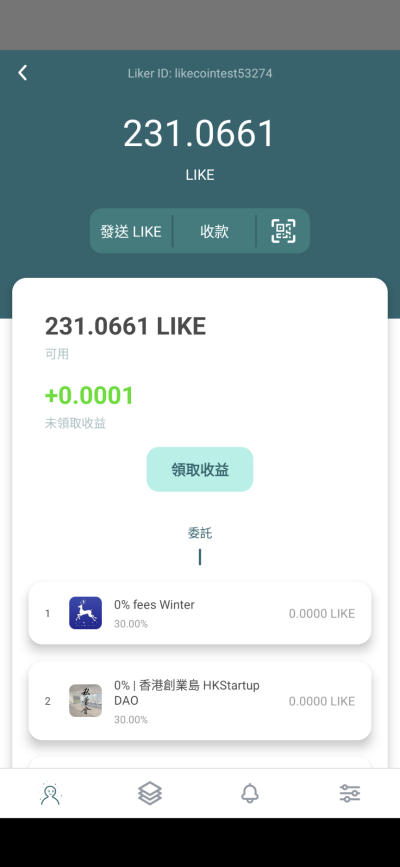 Liker ID: likecointest53274
231.0661
LIKE
發送 LIKE
收款
231.0661 LIKE
可用
+0.0001
未領取收益
領取收益
委託
1
0% fees Winter
30.00%
0.0000 LIKE
2
0% | 香港創業島 HKStartup
DAO
30.00%
0.0000 LIKE